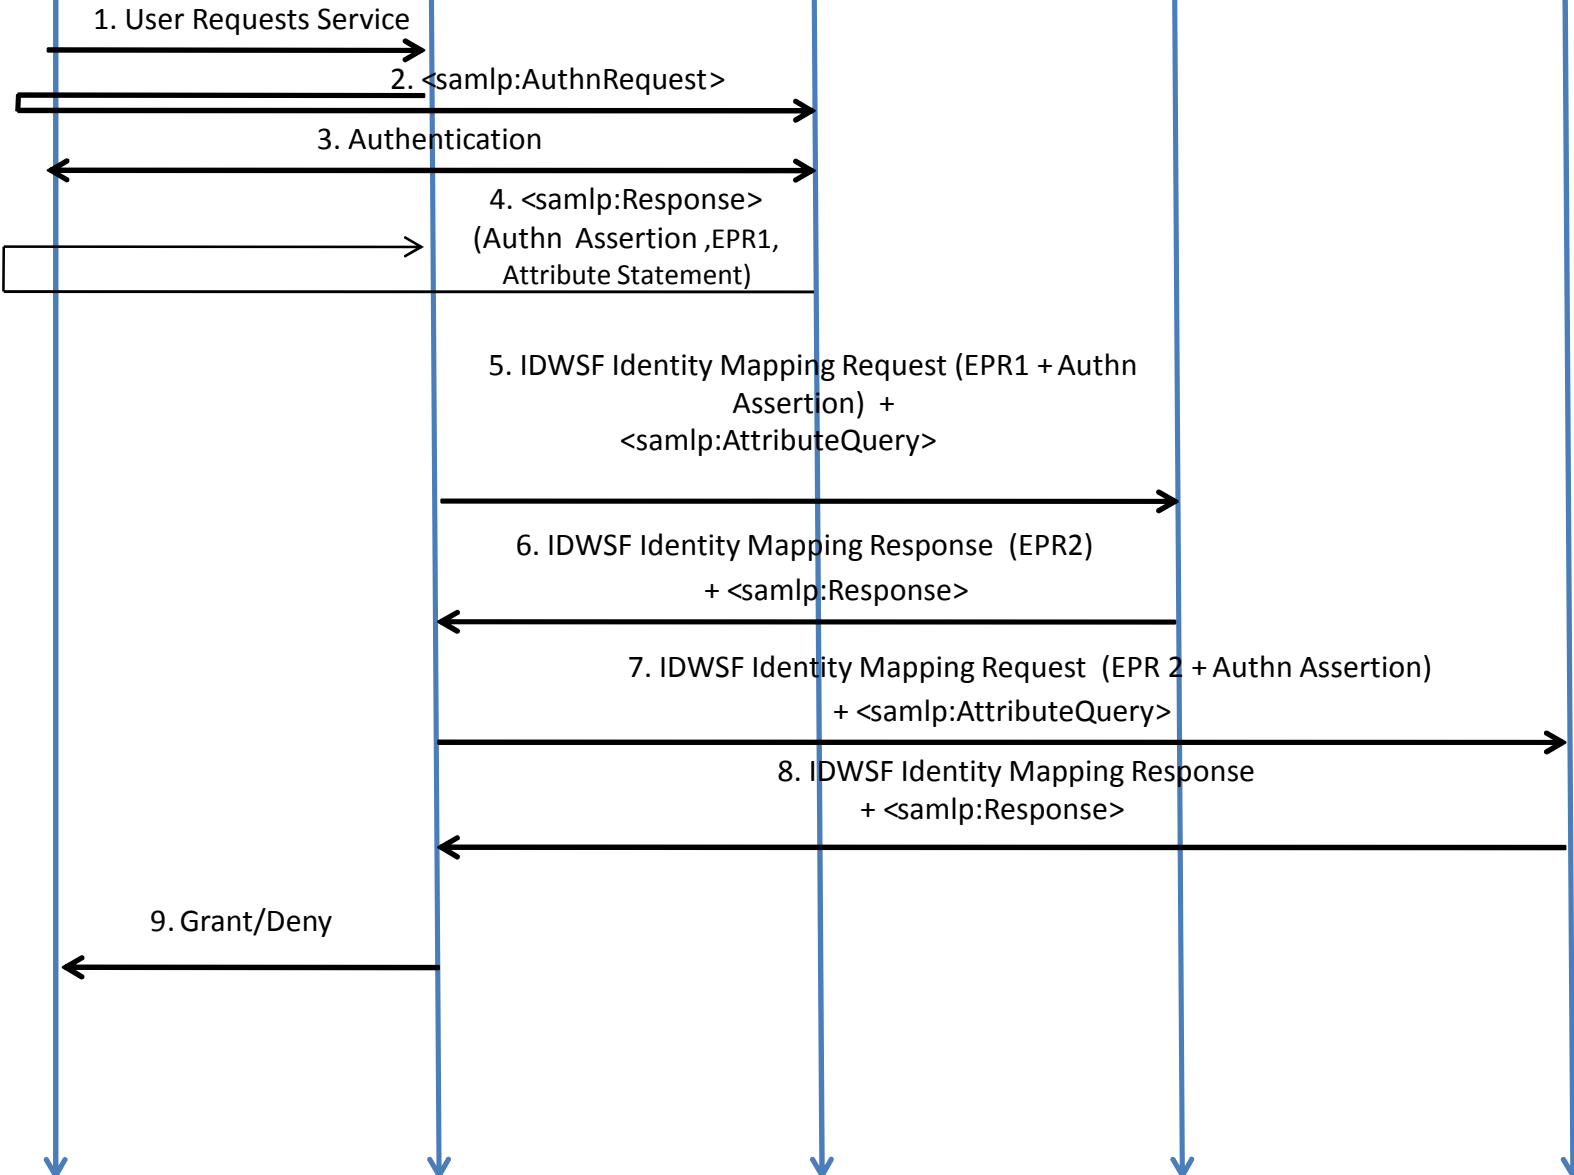 1. User Requests Service
2. <samlp:AuthnRequest>
3. Authentication
4. <samlp:Response>
(Authn Assertion ,EPR1,
Attribute Statement)
5. IDWSF Identity Mapping Request (EPR1 + Authn
Assertion) +
<samlp:AttributeQuery>
6. IDWSF Identity Mapping Response (EPR2)
+ <samlp:Response>
7. IDWSF Identity Mapping Request (EPR 2 + Authn Assertion)
+ <samlp:AttributeQuery>
8. IDWSF Identity Mapping Response
+ <samlp:Response>
9. Grant/Deny